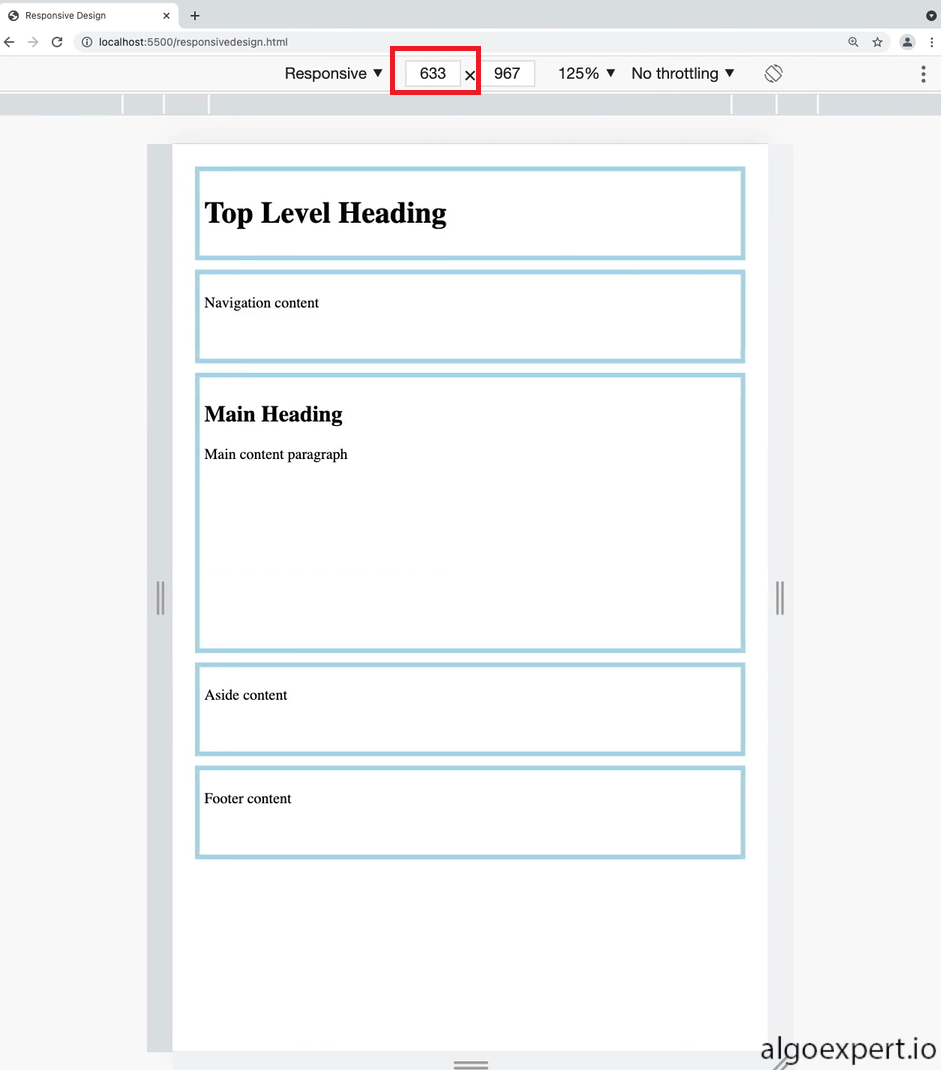 Responsive Design
localhost:5500/responsivedesign.html
Responsive ▼ 633 × 967 125% ▼ No throttling ▼
Top Level Heading
Navigation content
Main Heading
Main content paragraph
Aside content
Footer content
algoexpert.io